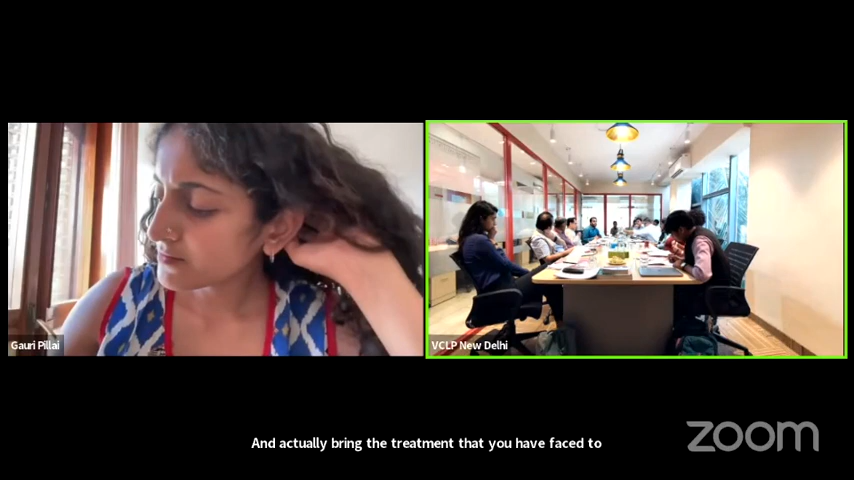 Gauri Pillai
VCLP New Delhi
And actually bring the treatment that you have faced to
zoom